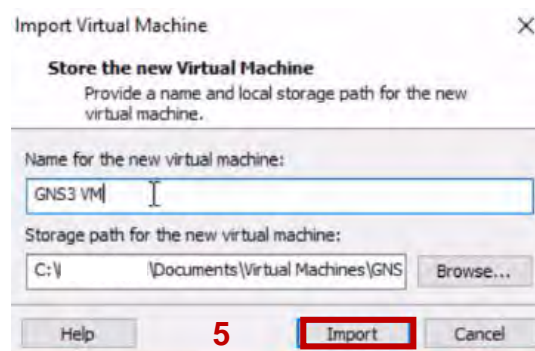 Import Virtual Machine
Store the new Virtual Machine
Provide a name and local storage path for the new
virtual machine.
Name for the new virtual machine:
GNS3 VM
Storage path for the new virtual machine:
C:\ \Documents\Virtual Machines\GNS Browse...
Help 5 Import Cancel